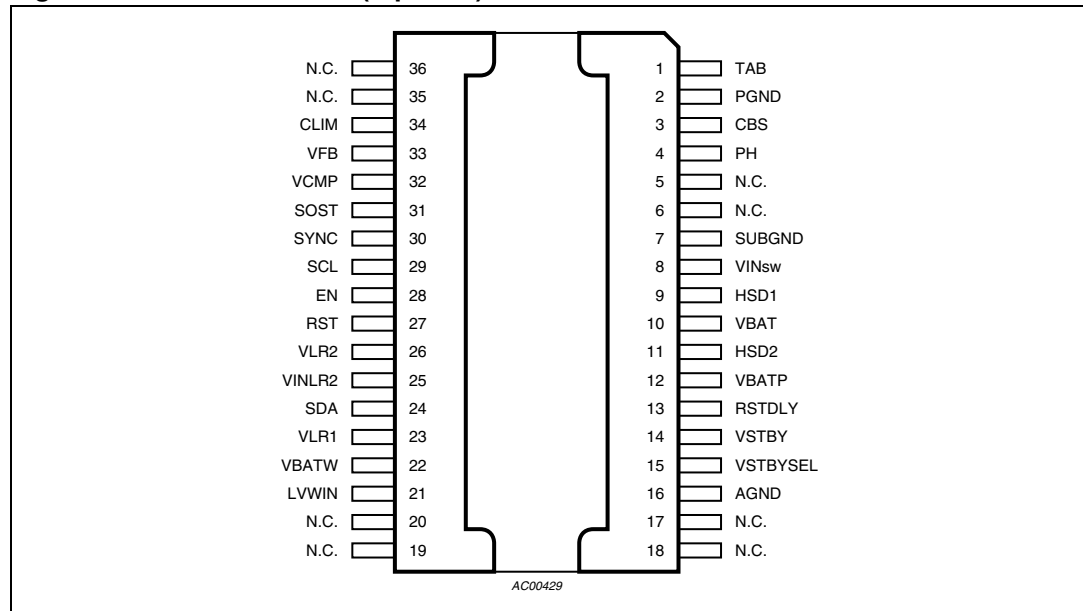 N.C. 36 1 TAB
N.C. 35 2 PGND
CLIM 34 3 CBS
VFB 33 4 PH
VCMP 32 5 N.C.
SOST 31 6 N.C.
SYNC 30 7 SUBGND
SCL 29 8 VINsw
EN 28 9 HSD1
RST 27 10 VBAT
VLR2 26 11 HSD2
VINLR2 25 12 VBATP
SDA 24 13 RSTDLY
VLR1 23 14 VSTBY
VBATW 22 15 VSTBYSEL
LVWIN 21 16 AGND
N.C. 20 17 N.C.
N.C. 19 18 N.C.
AC00429